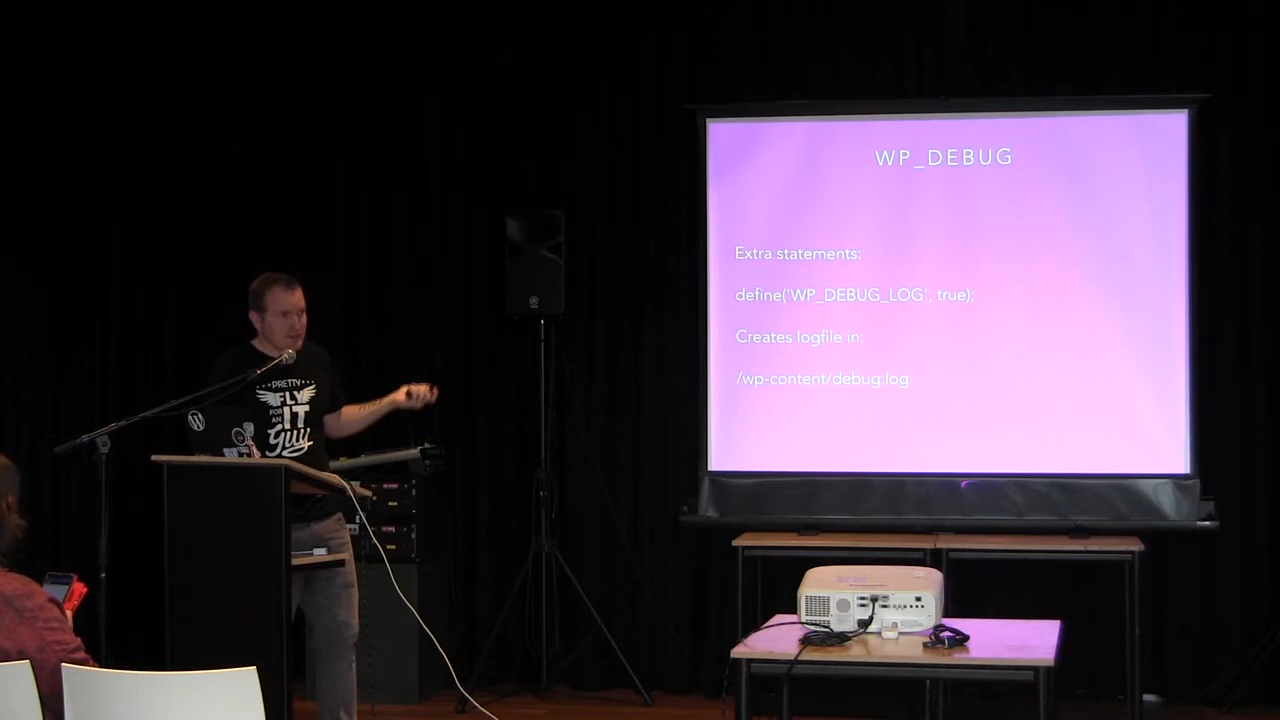 WP_DEBUG
Extra statements:
define('WP_DEBUG_LOG', true);
Creates logfile in:
/wp-content/debug.log
PRETTY
FLY
FOR
AN
IT
Guy